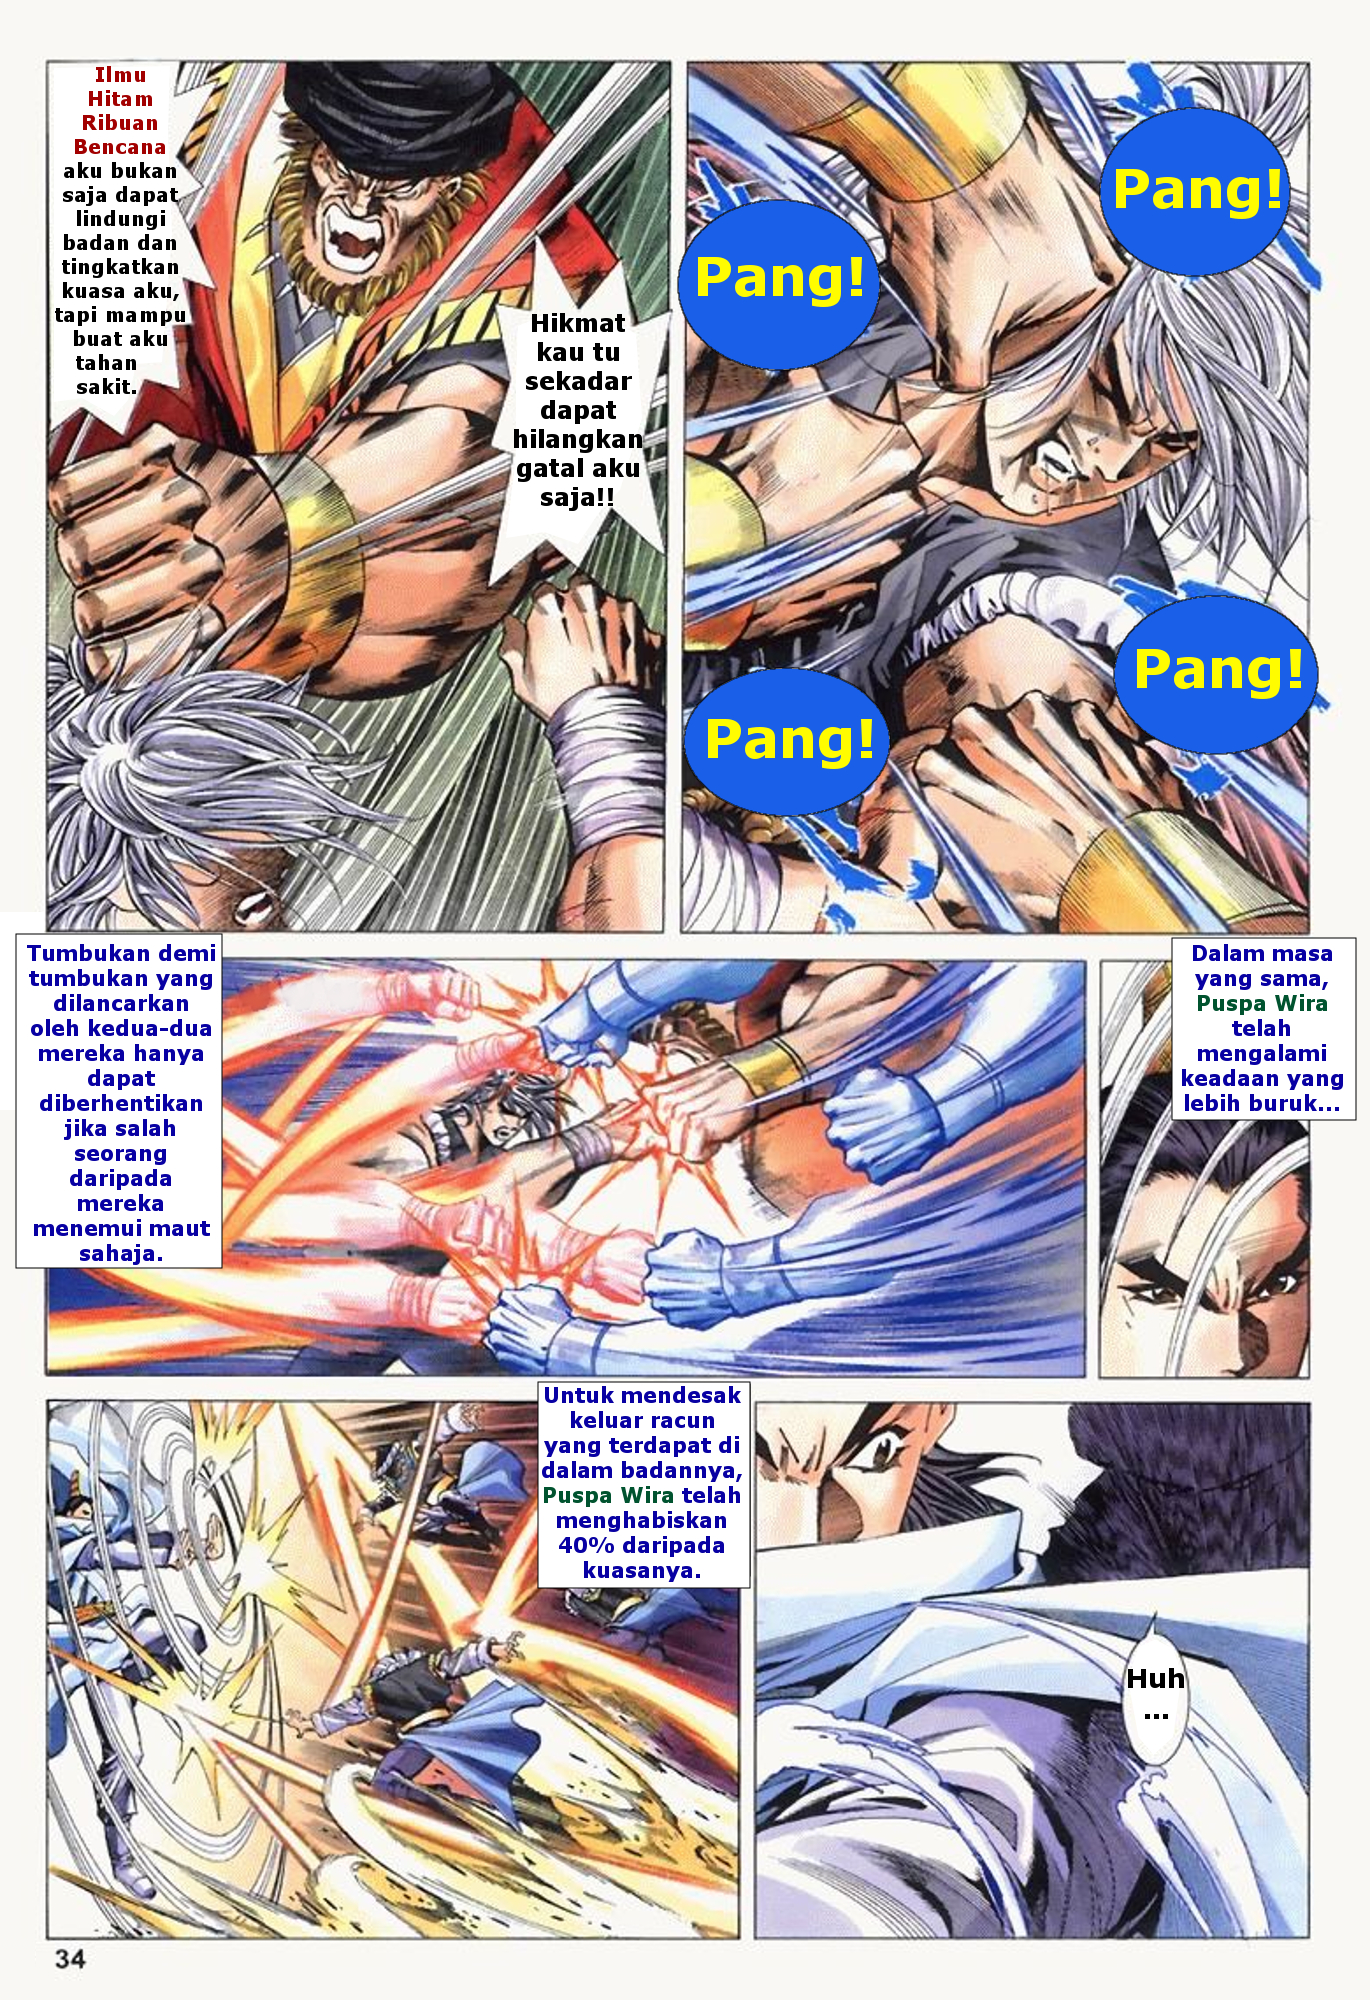 Ilmu
Hitam
Ribuan
Bencana
aku bukan
saja dapat
lindungi
badan dan
tingkatkan
kuasa aku,
tapi mampu
buat aku
tahan
sakit.
Hikmat
kau tu
sekadar
dapat
hilangkan
gatal aku
saja!!
Pang!
Pang!
Pang!
Pang!
Tumbukan demi
tumbukan yang
dilancarkan
oleh kedua-dua
mereka hanya
dapat
diberhentikan
jika salah
seorang
daripada
mereka
menemui maut
sahaja.
Dalam masa
yang sama,
Puspa Wira
telah
mengalami
keadaan yang
lebih buruk...
Untuk mendesak
keluar racun
yang terdapat di
dalam badannya,
Puspa Wira telah
menghabiskan
40% daripada
kuasanya.
Huh
...
34